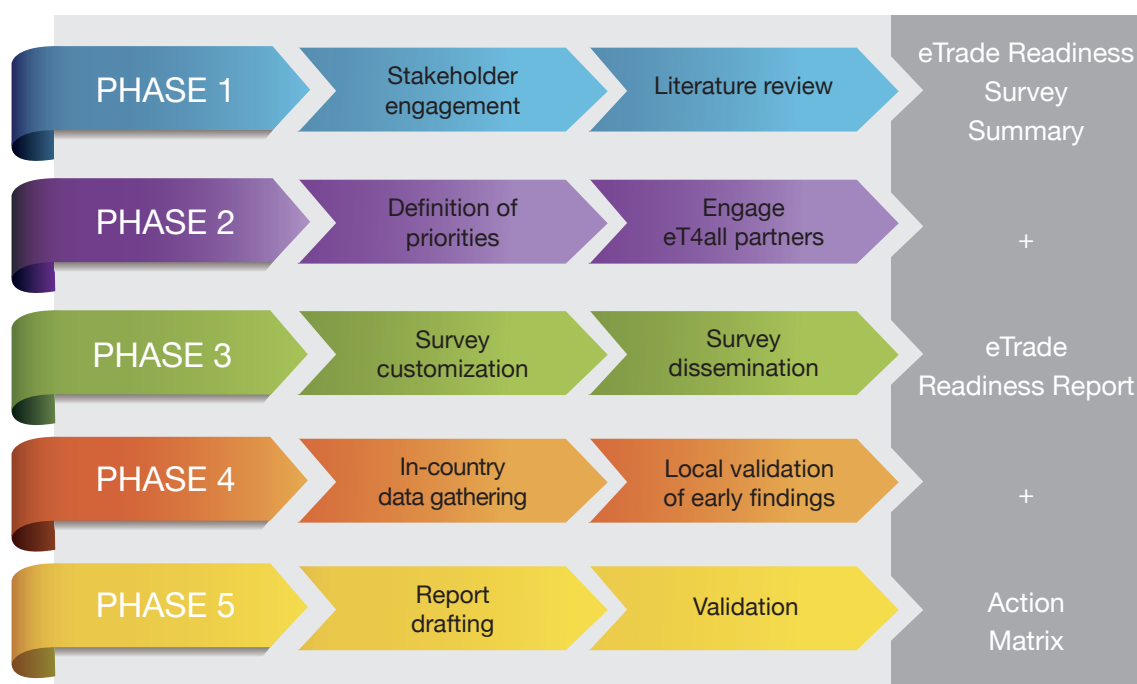 PHASE 1
Stakeholder
engagement
Literature review
PHASE 2
Definition of
priorities
Engage
eT4all partners
PHASE 3
Survey
customization
Survey
dissemination
PHASE 4
In-country
data gathering
Local validation
of early findings
PHASE 5
Report
drafting
Validation
eTrade Readiness
Survey
Summary
+
eTrade
Readiness Report
+
Action
Matrix